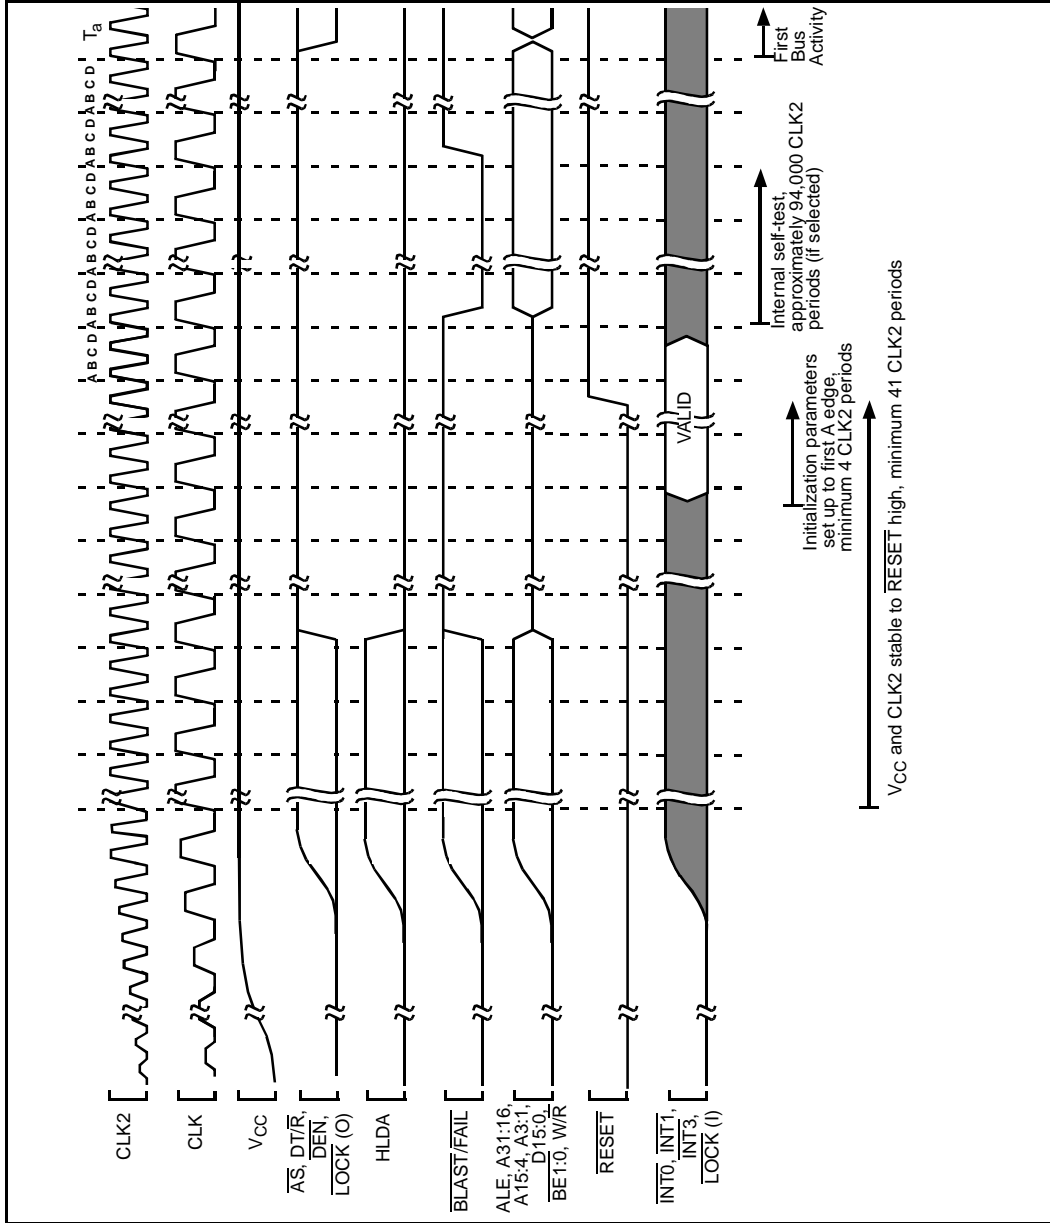 CLK2
CLK
VCC
AS, DT/R,
DEN,
LOCK (O)
HLDA
BLAST/FAIL
ALE, A31:16,
A15:4, A3:1,
D15:0,
BE1:0, W/R
RESET
INT0, INT1,
INT3,
LOCK (I)
A B C D A B C D A B C D A B C D A B C D A B C D
Ta
VALID
VCC and CLK2 stable to RESET high, minimum 41 CLK2 periods
Initialization parameters
set up to first A edge,
minimum 4 CLK2 periods
Internal self-test,
approximately 94,000 CLK2
periods (if selected)
First
Bus
Activity